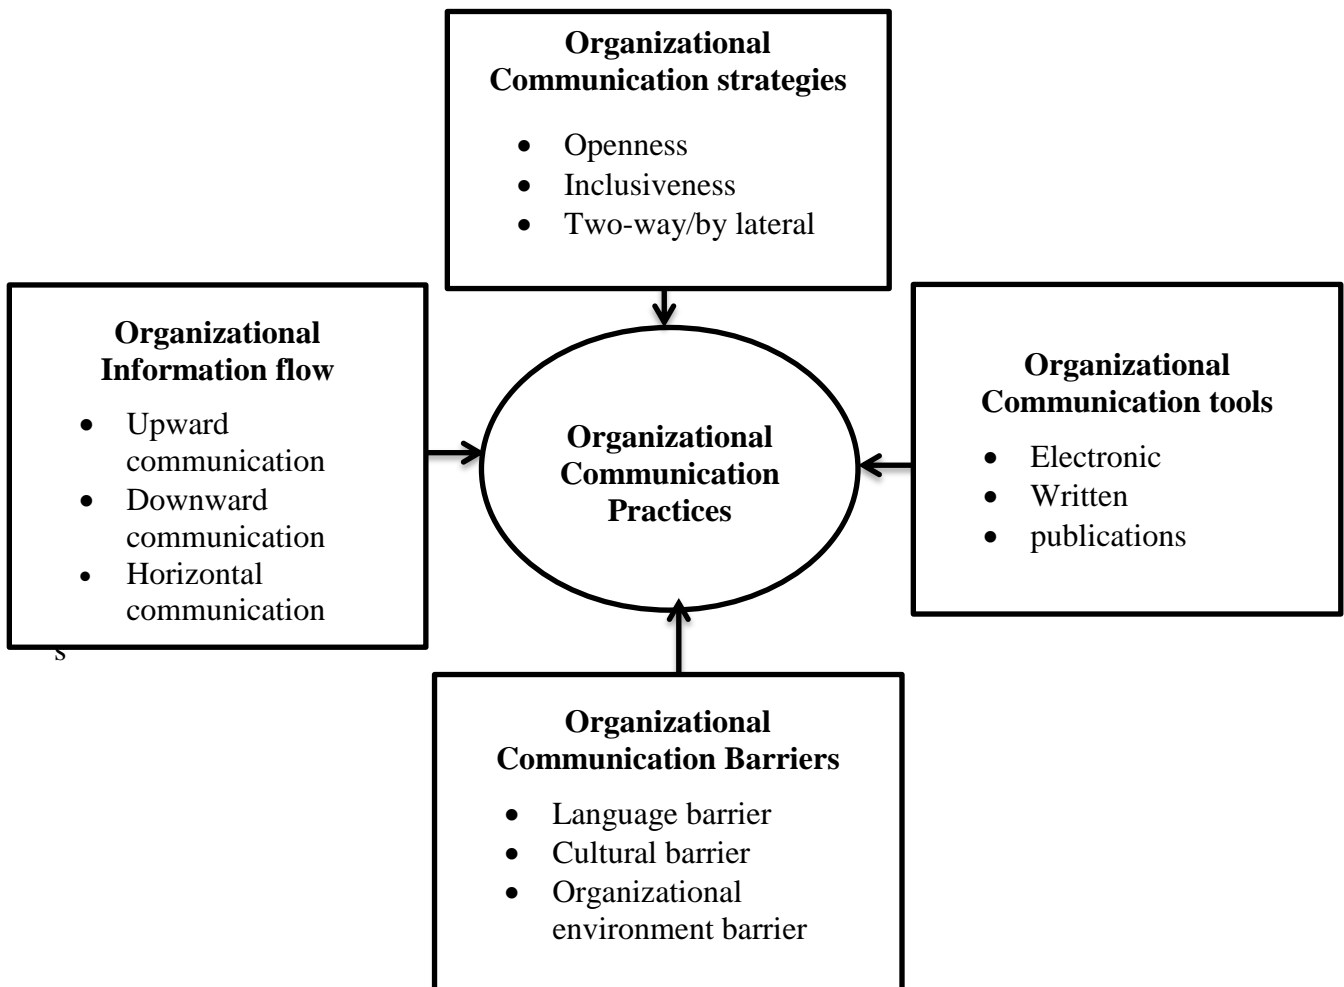 Organizational
Communication strategies
• Openness
• Inclusiveness
• Two-way/by lateral
Organizational
Information flow
• Upward
communication
• Downward
communication
• Horizontal
communication
s
Organizational
Communication
Practices
Organizational
Communication tools
• Electronic
• Written
• publications
Organizational
Communication Barriers
• Language barrier
• Cultural barrier
• Organizational
environment barrier